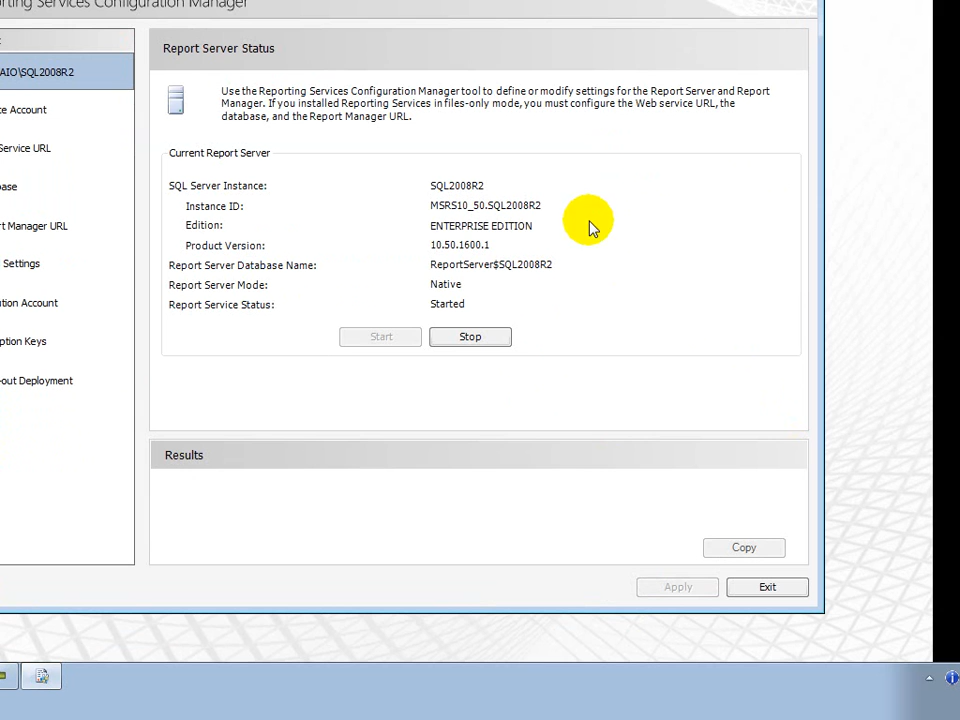 orting Services Configuration Manager
AIO\SQL2008R2
e Account
Service URL
ase
t Manager URL
Settings
tion Account
ption Keys
-out Deployment
Report Server Status
Use the Reporting Services Configuration Manager tool to define or modify settings for the Report Server and Report
Manager. If you installed Reporting Services in files-only mode, you must configure the Web service URL, the
database, and the Report Manager URL.
Current Report Server
SQL Server Instance: SQL2008R2
Instance ID: MSRS10_50.SQL2008R2
Edition: ENTERPRISE EDITION
Product Version: 10.50.1600.1
Report Server Database Name: ReportServer$SQL2008R2
Report Server Mode: Native
Report Service Status: Started
Start Stop
Results
Copy
Apply Exit